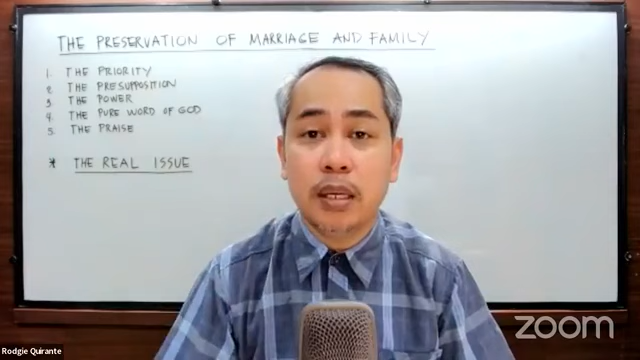 THE PRESERVATION OF MARRIAGE AND FAMILY
1. THE PRIORITY
2. THE PRESUPPOSITION
3. THE POWER
4. THE PURE WORD OF GOD
5. THE PRAISE
* THE REAL ISSUE
zoom
Rodgie Quirante